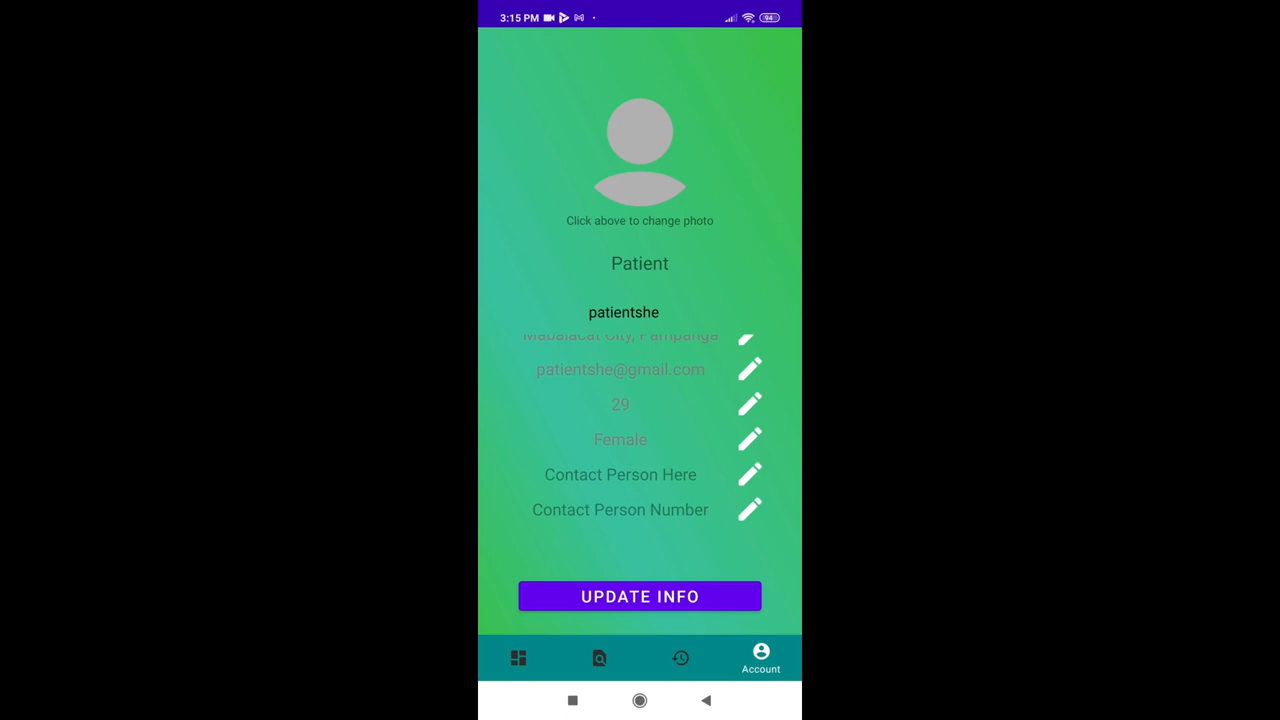 3:15 PM
94
Click above to change photo
Patient
patientshe
Mabalacat City, Pampanga
patientshe@gmail.com
29
Female
Contact Person Here
Contact Person Number
UPDATE INFO
Account